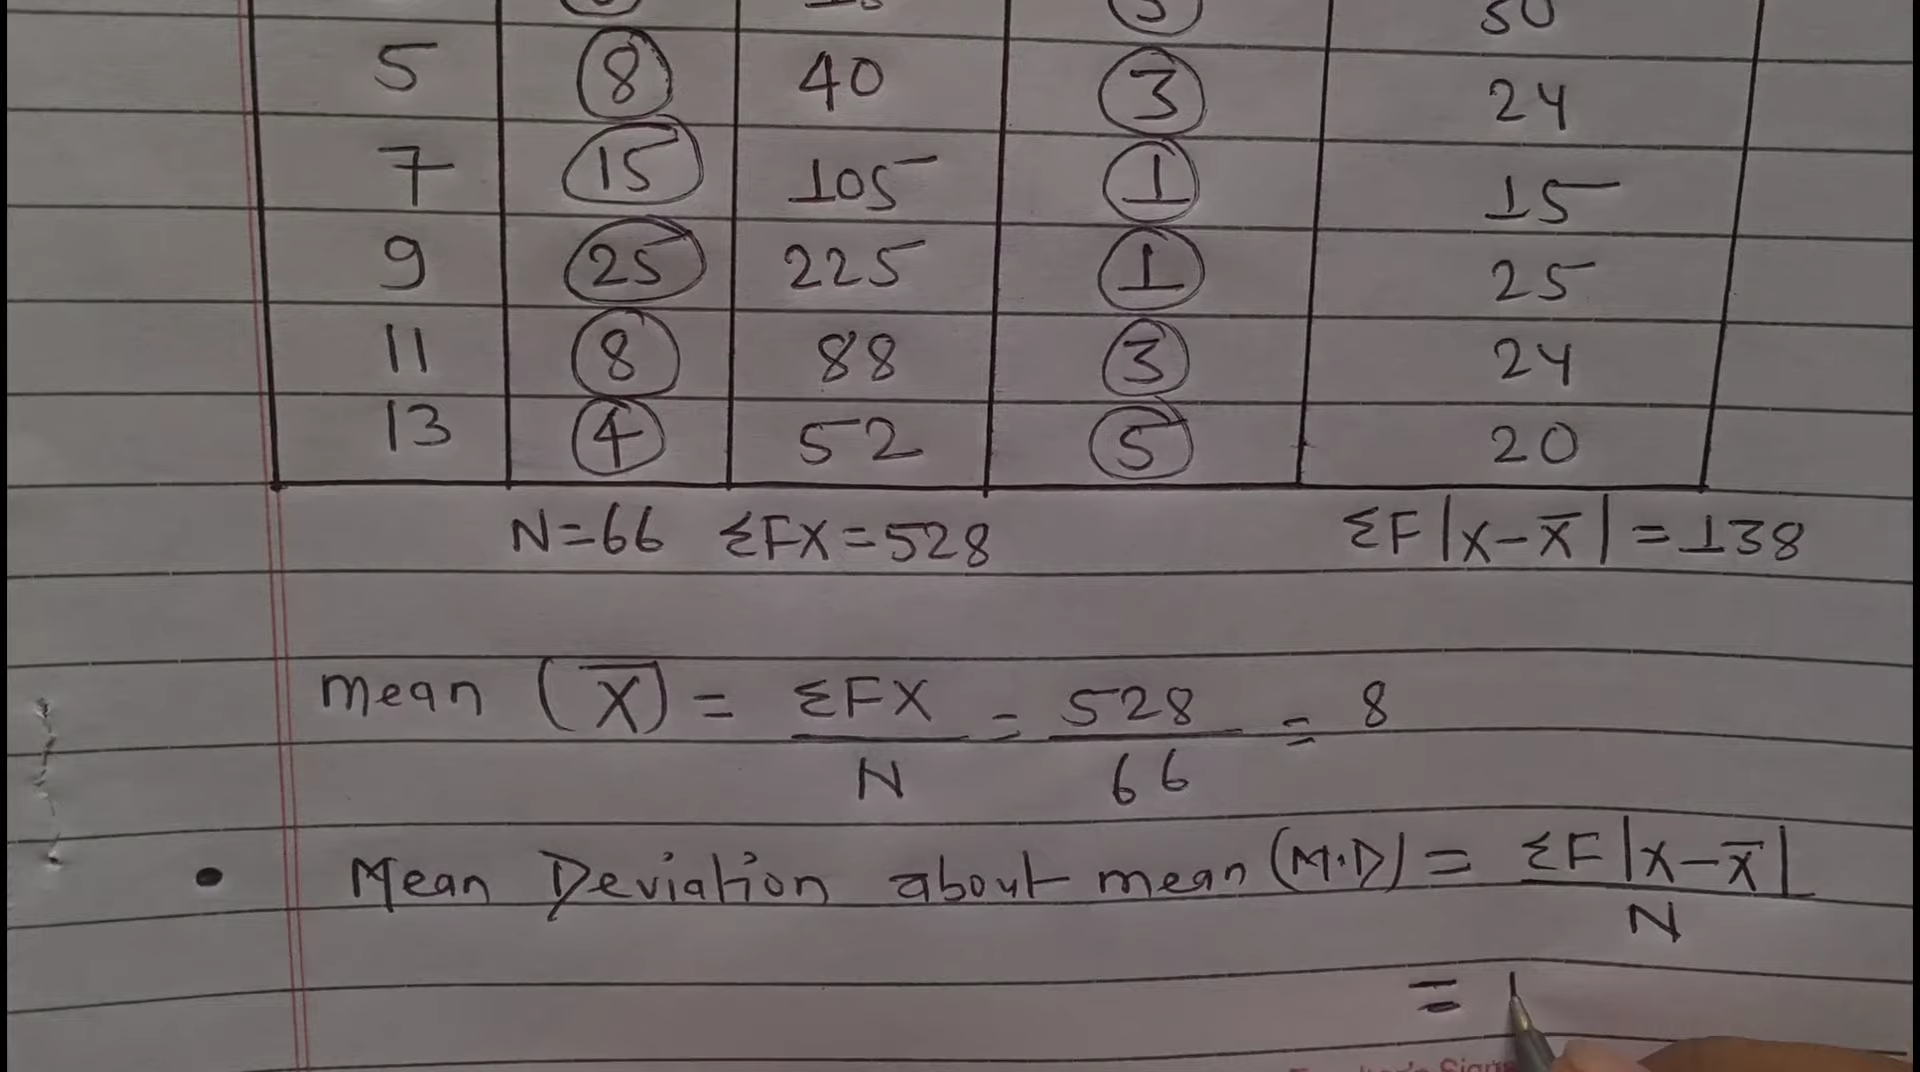 30
5 8 40 3 24
7 15 105 1 15
9 25 225 1 25
11 8 88 3 24
13 4 52 5 20
N=66 ΣFX=528 ΣF|X-X̄|=138
mean (X̄) = ΣFX/N = 528/66 = 8
• Mean Deviation about mean (M.D) = ΣF|X-X̄|/N
=